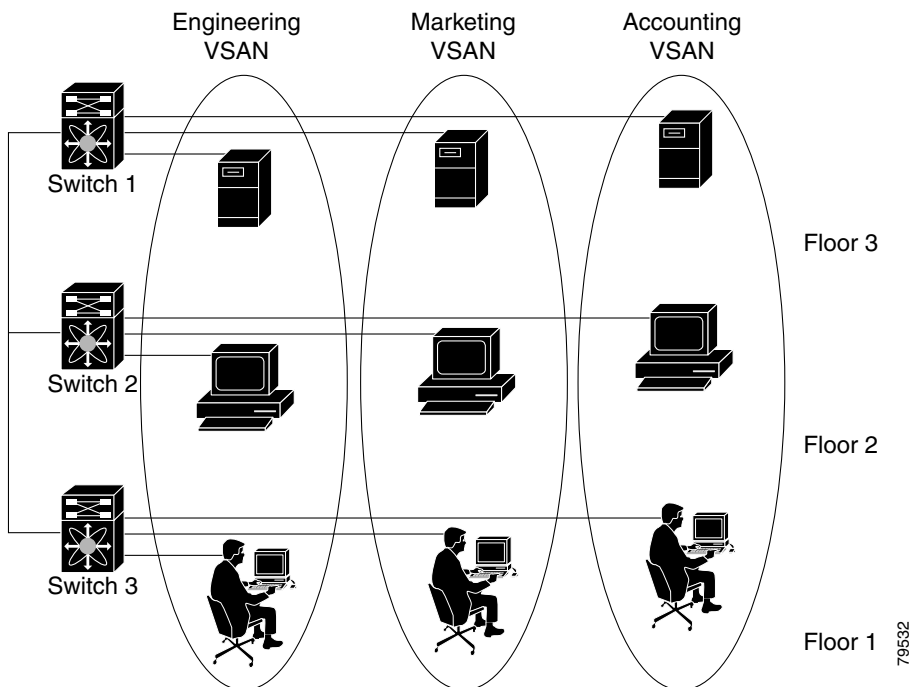 Engineering
VSAN
Marketing
VSAN
Accounting
VSAN
Switch 1
Floor 3
Switch 2
Floor 2
Switch 3
Floor 1
79532